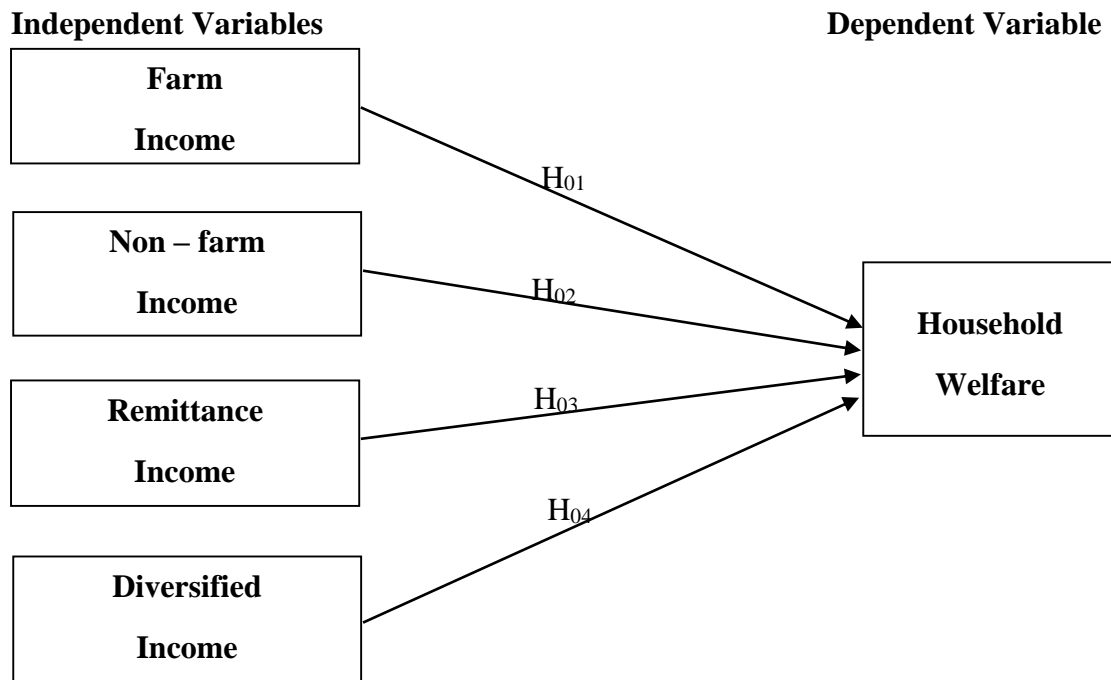 Independent Variables
Dependent Variable
Farm
Income
H01
Non – farm
Income
H02
Household
Welfare
Remittance
Income
H03
H04
Diversified
Income